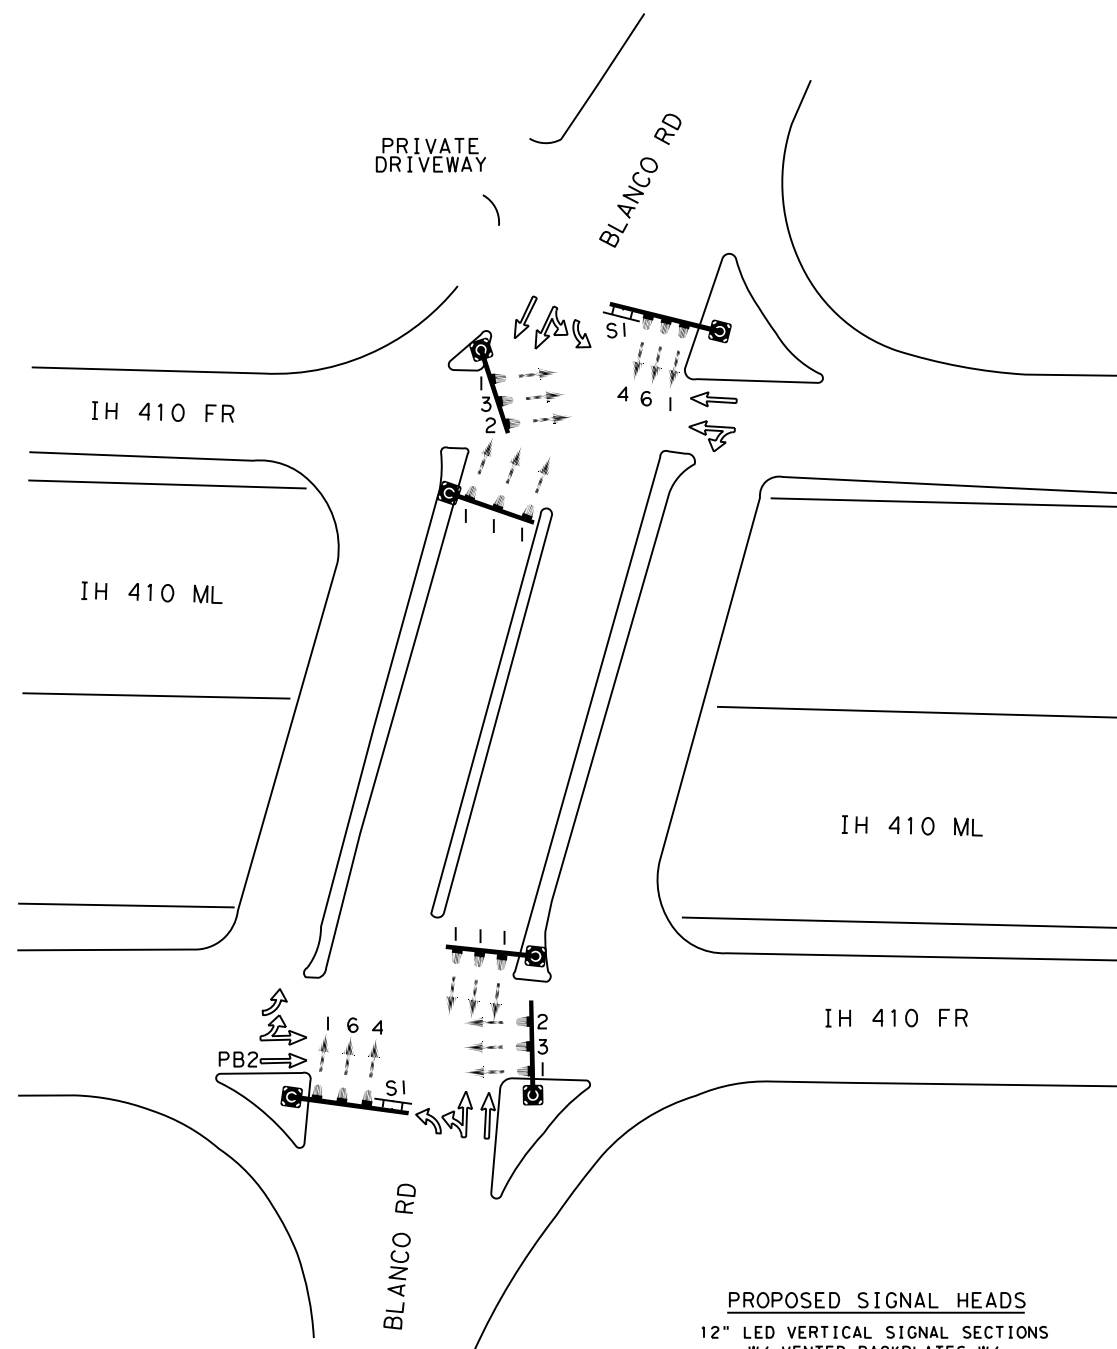 PRIVATE
DRIVEWAY
BLANCO RD
S1
4 6 1
1
3
2
IH 410 FR
1 1 1
IH 410 ML
IH 410 ML
1 1 1
2
3
1
IH 410 FR
1 6 4
PB2
S1
BLANCO RD
PROPOSED SIGNAL HEADS
12" LED VERTICAL SIGNAL SECTIONS